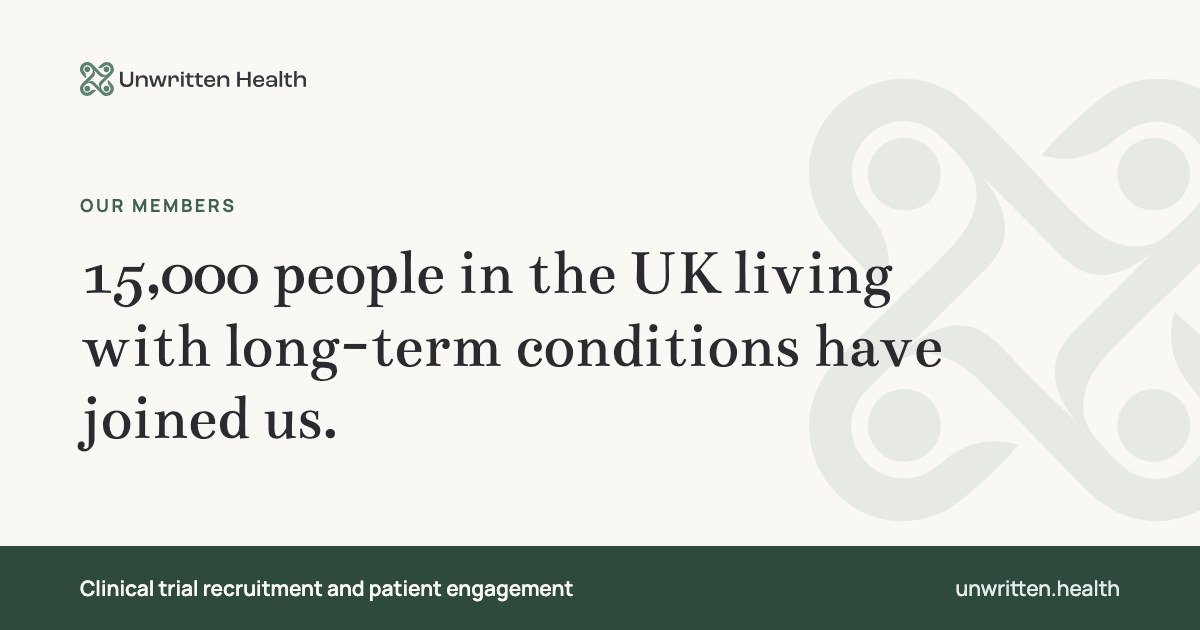 Unwritten Health
OUR MEMBERS
15,000 people in the UK living
with long-term conditions have
joined us.
Clinical trial recruitment and patient engagement
unwritten.health